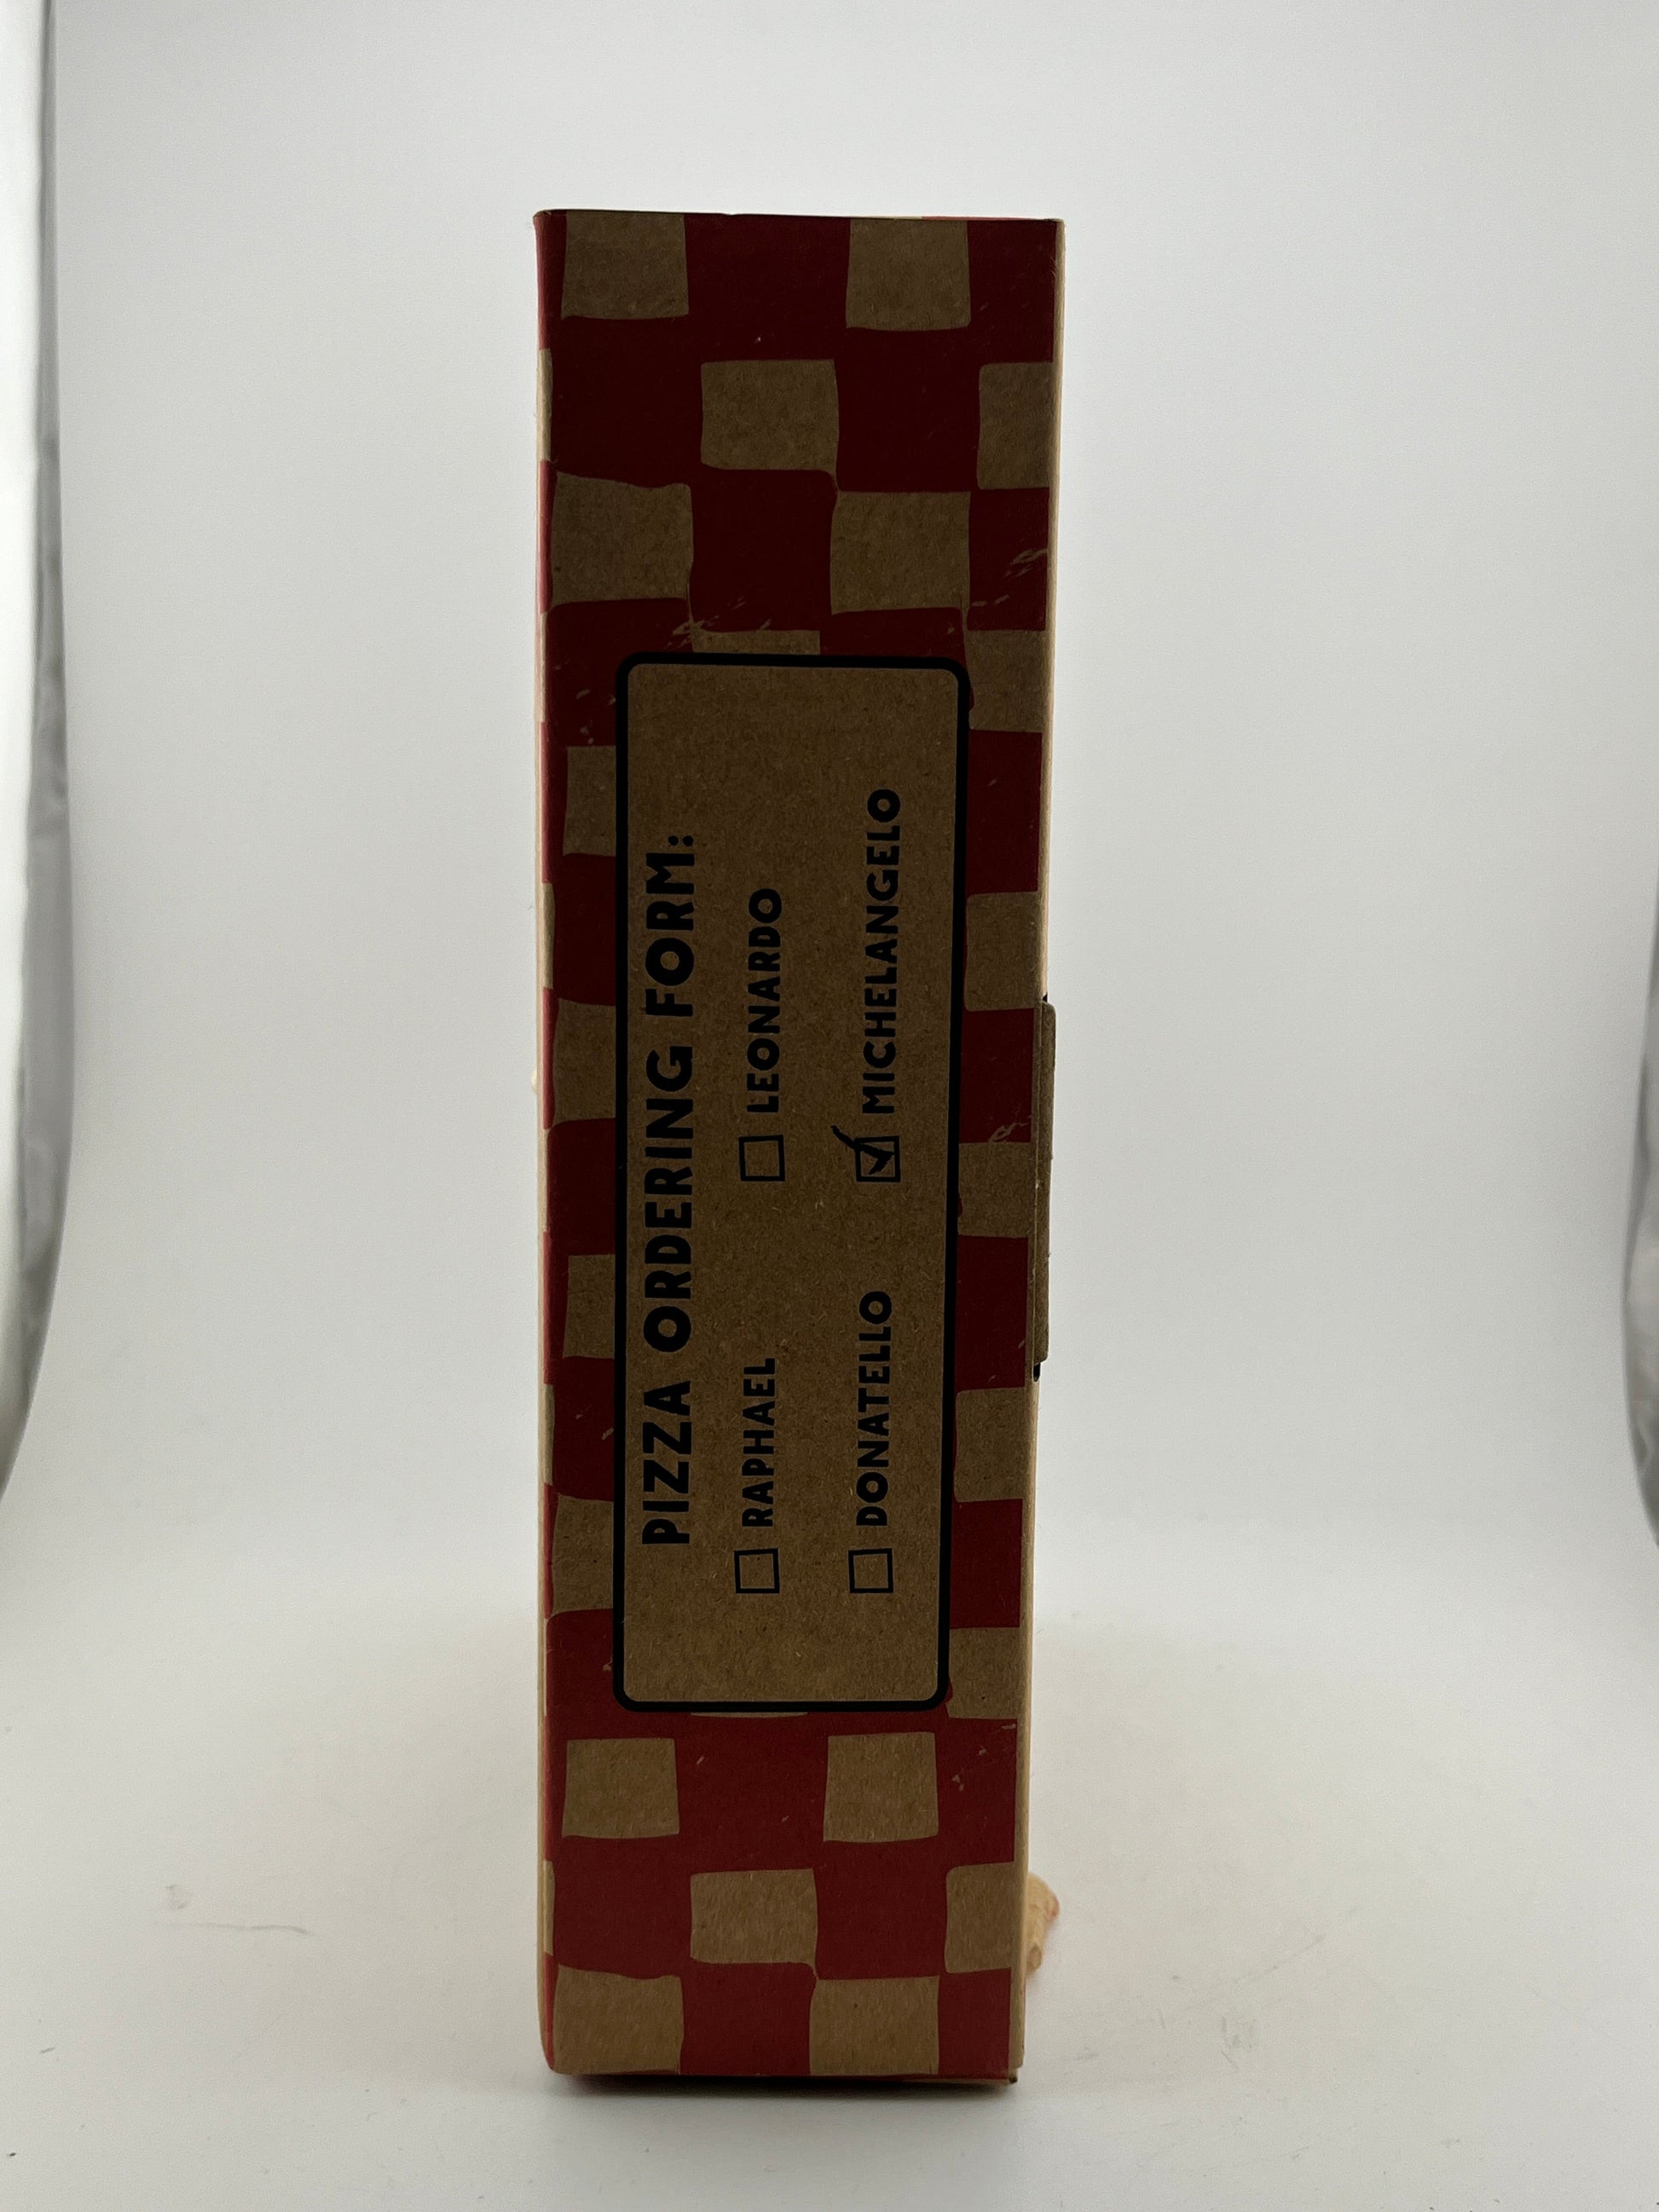 PIZZA ORDERING FORM:
☐ RAPHAEL ☐ LEONARDO
☐ DONATELLO ☑ MICHELANGELO